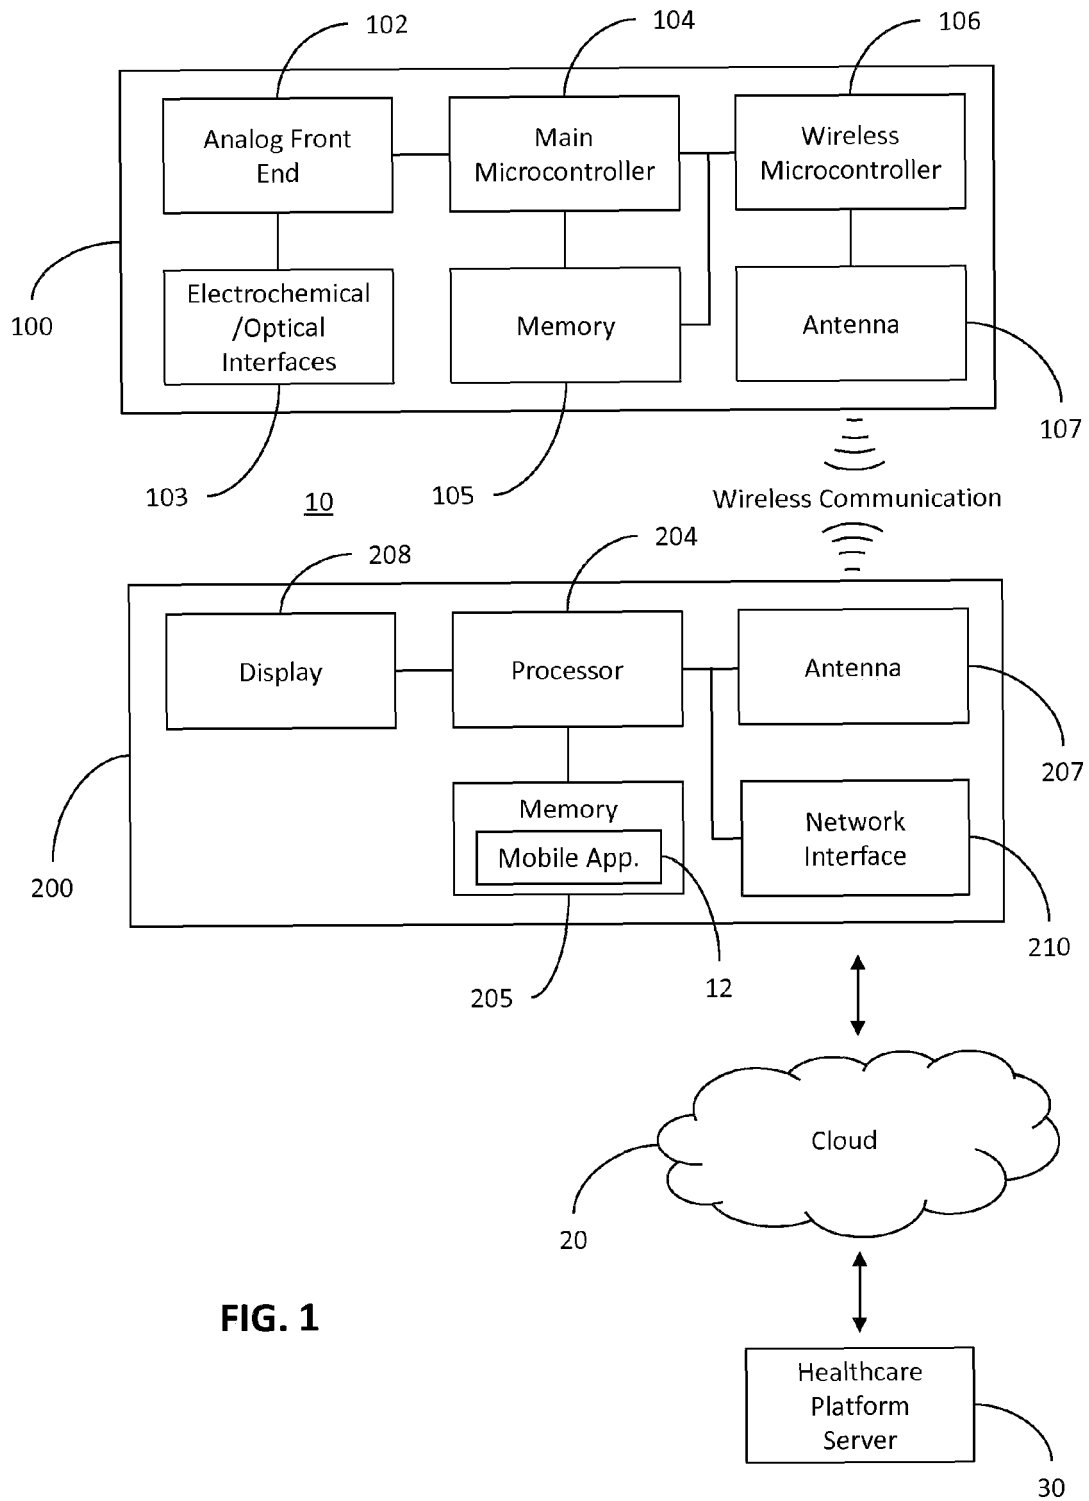 102
104
106
Analog Front
End
Main
Microcontroller
Wireless
Microcontroller
Electrochemical
/Optical
Interfaces
Memory
Antenna
100
107
103
10
105
Wireless Communication
208
204
Display
Processor
Antenna
207
Memory
Mobile App.
Network
Interface
200
210
205
12
Cloud
20
FIG. 1
Healthcare
Platform
Server
30